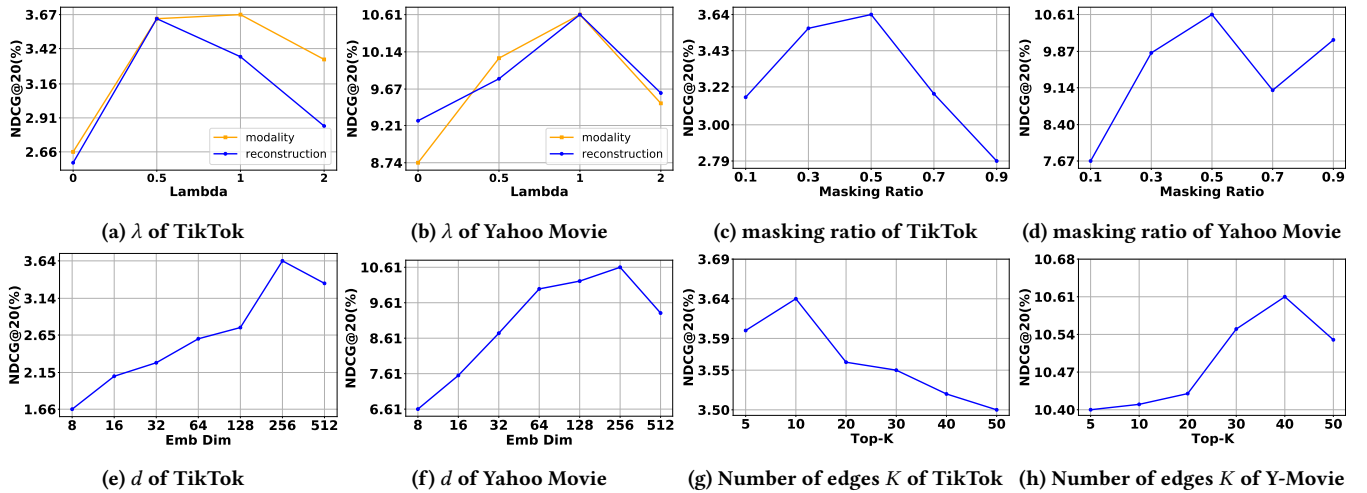 3.67
3.42
3.16
2.91
2.66
NDCG@20(%)
modality
reconstruction
0 0.5 1 2
Lambda
(a) λ of TikTok
10.61
10.14
9.67
9.21
8.74
NDCG@20(%)
modality
reconstruction
0 0.5 1 2
Lambda
(b) λ of Yahoo Movie
3.64
3.43
3.22
3.00
2.79
NDCG@20(%)
0.1 0.3 0.5 0.7 0.9
Masking Ratio
(c) masking ratio of TikTok
10.61
9.87
9.14
8.40
7.67
NDCG@20(%)
0.1 0.3 0.5 0.7 0.9
Masking Ratio
(d) masking ratio of Yahoo Movie
3.64
3.14
2.65
2.15
1.66
NDCG@20(%)
8 16 32 64 128 256 512
Emb Dim
(e) d of TikTok
10.61
9.61
8.61
7.61
6.61
NDCG@20(%)
8 16 32 64 128 256 512
Emb Dim
(f) d of Yahoo Movie
3.69
3.64
3.59
3.55
3.50
NDCG@20(%)
5 10 20 30 40 50
Top-K
(g) Number of edges K of TikTok
10.68
10.61
10.54
10.47
10.40
NDCG@20(%)
5 10 20 30 40 50
Top-K
(h) Number of edges K of Y-Movie